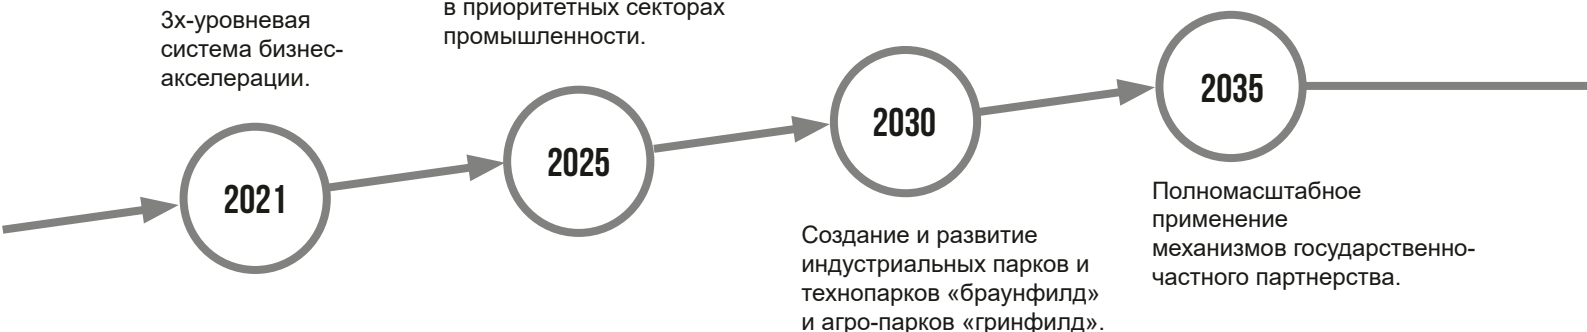 3х-уровневая
система бизнес-
акселерации.
в приоритетных секторах
промышленности.
2021
2025
2030
2035
Создание и развитие
индустриальных парков и
технопарков «браунфилд»
и агро-парков «гринфилд».
Полномасштабное
применение
механизмов государственно-
частного партнерства.